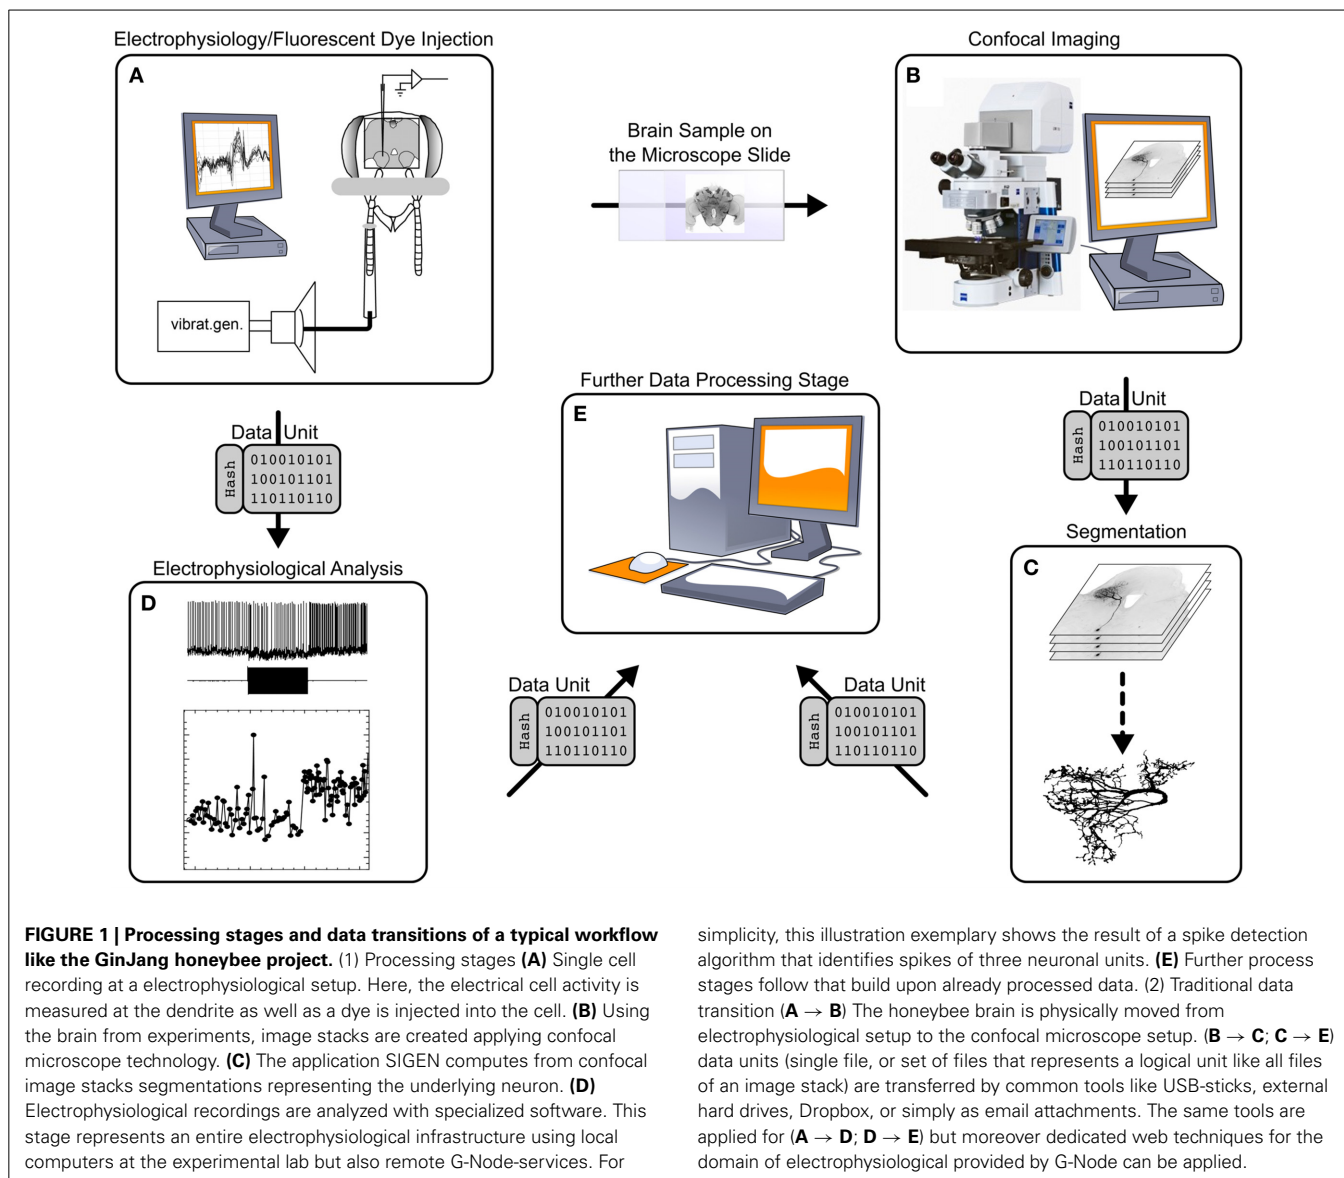 Electrophysiology/Fluorescent Dye Injection
A
vibrat.gen.
Brain Sample on
the Microscope Slide
Confocal Imaging
B
Data Unit
Hash
010010101
100101101
110110110
Further Data Processing Stage
E
Data Unit
Hash
010010101
100101101
110110110
Electrophysiological Analysis
D
Segmentation
C
Data Unit
Hash
010010101
100101101
110110110
Data Unit
Hash
010010101
100101101
110110110
FIGURE 1 | Processing stages and data transitions of a typical workflow
like the GinJang honeybee project. (1) Processing stages (A) Single cell
recording at a electrophysiological setup. Here, the electrical cell activity is
measured at the dendrite as well as a dye is injected into the cell. (B) Using
the brain from experiments, image stacks are created applying confocal
microscope technology. (C) The application SIGEN computes from confocal
image stacks segmentations representing the underlying neuron. (D)
Electrophysiological recordings are analyzed with specialized software. This
stage represents an entire electrophysiological infrastructure using local
computers at the experimental lab but also remote G-Node-services. For
simplicity, this illustration exemplary shows the result of a spike detection
algorithm that identifies spikes of three neuronal units. (E) Further process
stages follow that build upon already processed data. (2) Traditional data
transition (A → B) The honeybee brain is physically moved from
electrophysiological setup to the confocal microscope setup. (B → C; C → E)
data units (single file, or set of files that represents a logical unit like all files
of an image stack) are transferred by common tools like USB-sticks, external
hard drives, Dropbox, or simply as email attachments. The same tools are
applied for (A → D; D → E) but moreover dedicated web techniques for the
domain of electrophysiological provided by G-Node can be applied.